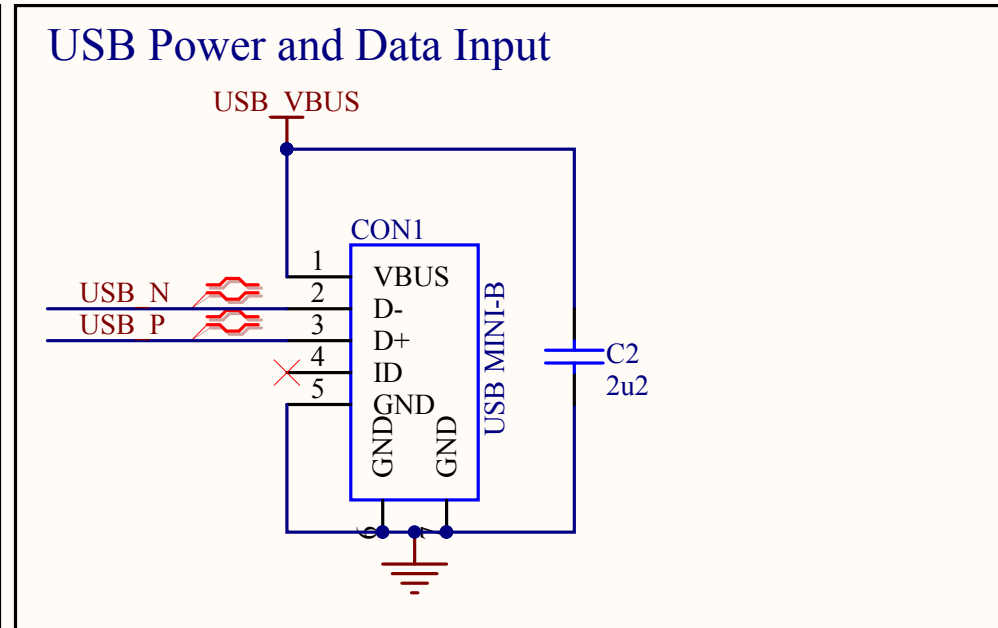 USB Power and Data Input
USB_VBUS
CON1
1
VBUS
USB_N
2
D-
USB_P
3
D+
4
ID
5
GND
GND
GND
USB MINI-B
C2
2u2
6
7